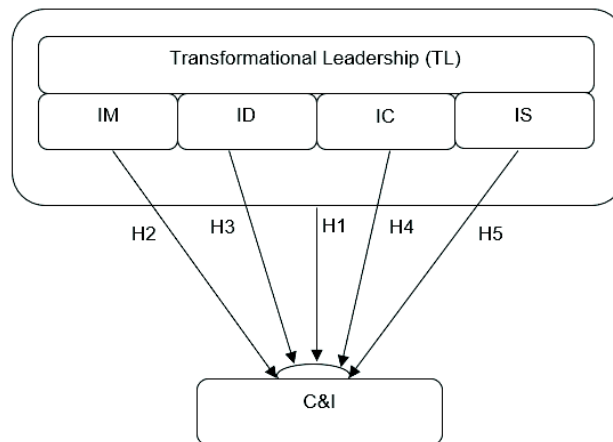 Transformational Leadership (TL)
IM ID IC IS
H2 H3 H1 H4 H5
C&I